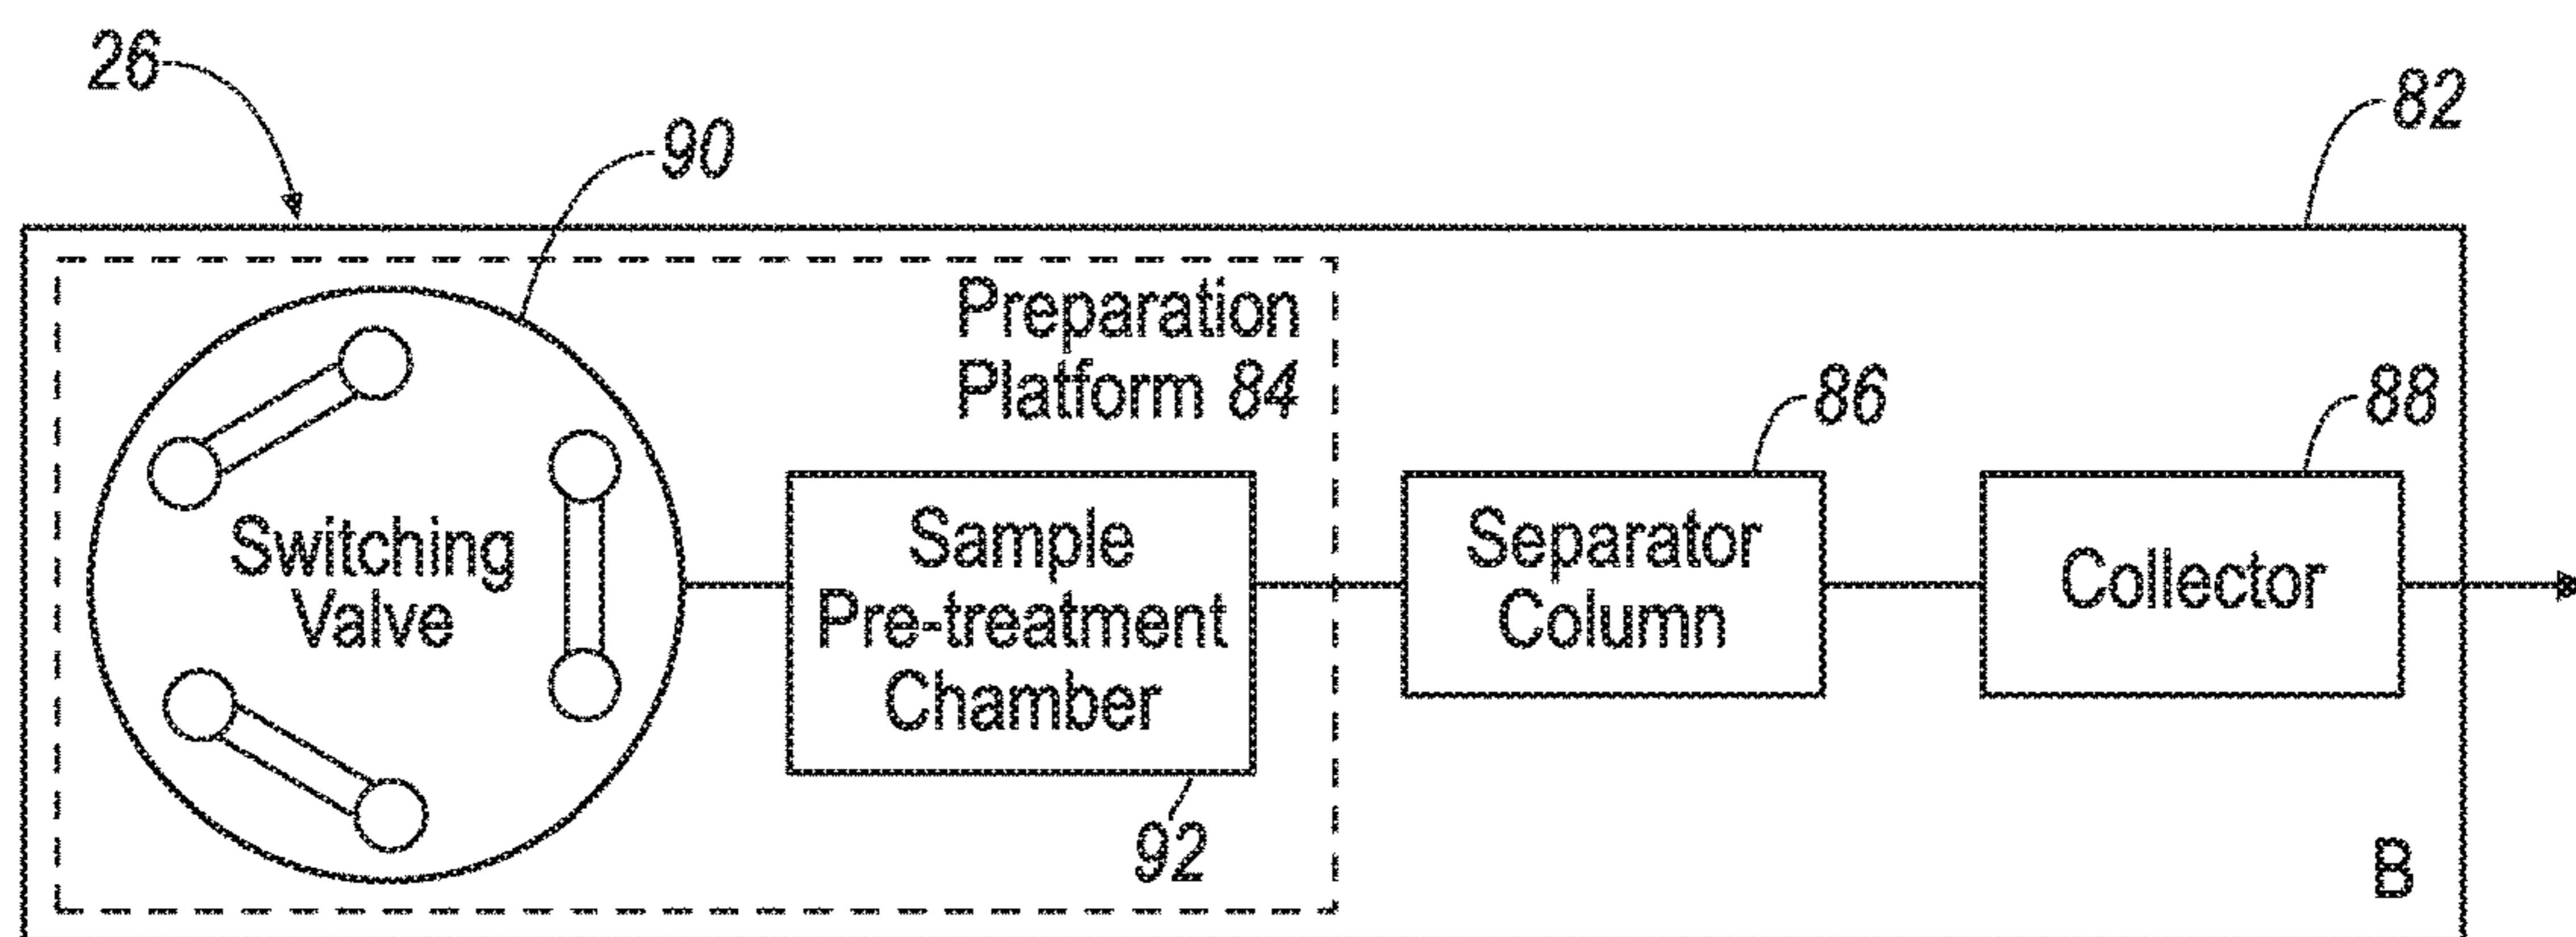 26
82
90
Preparation
Platform 84
86
88
Switching
Valve
Sample
Pre-treatment
Chamber
Separator
Column
Collector
92
B